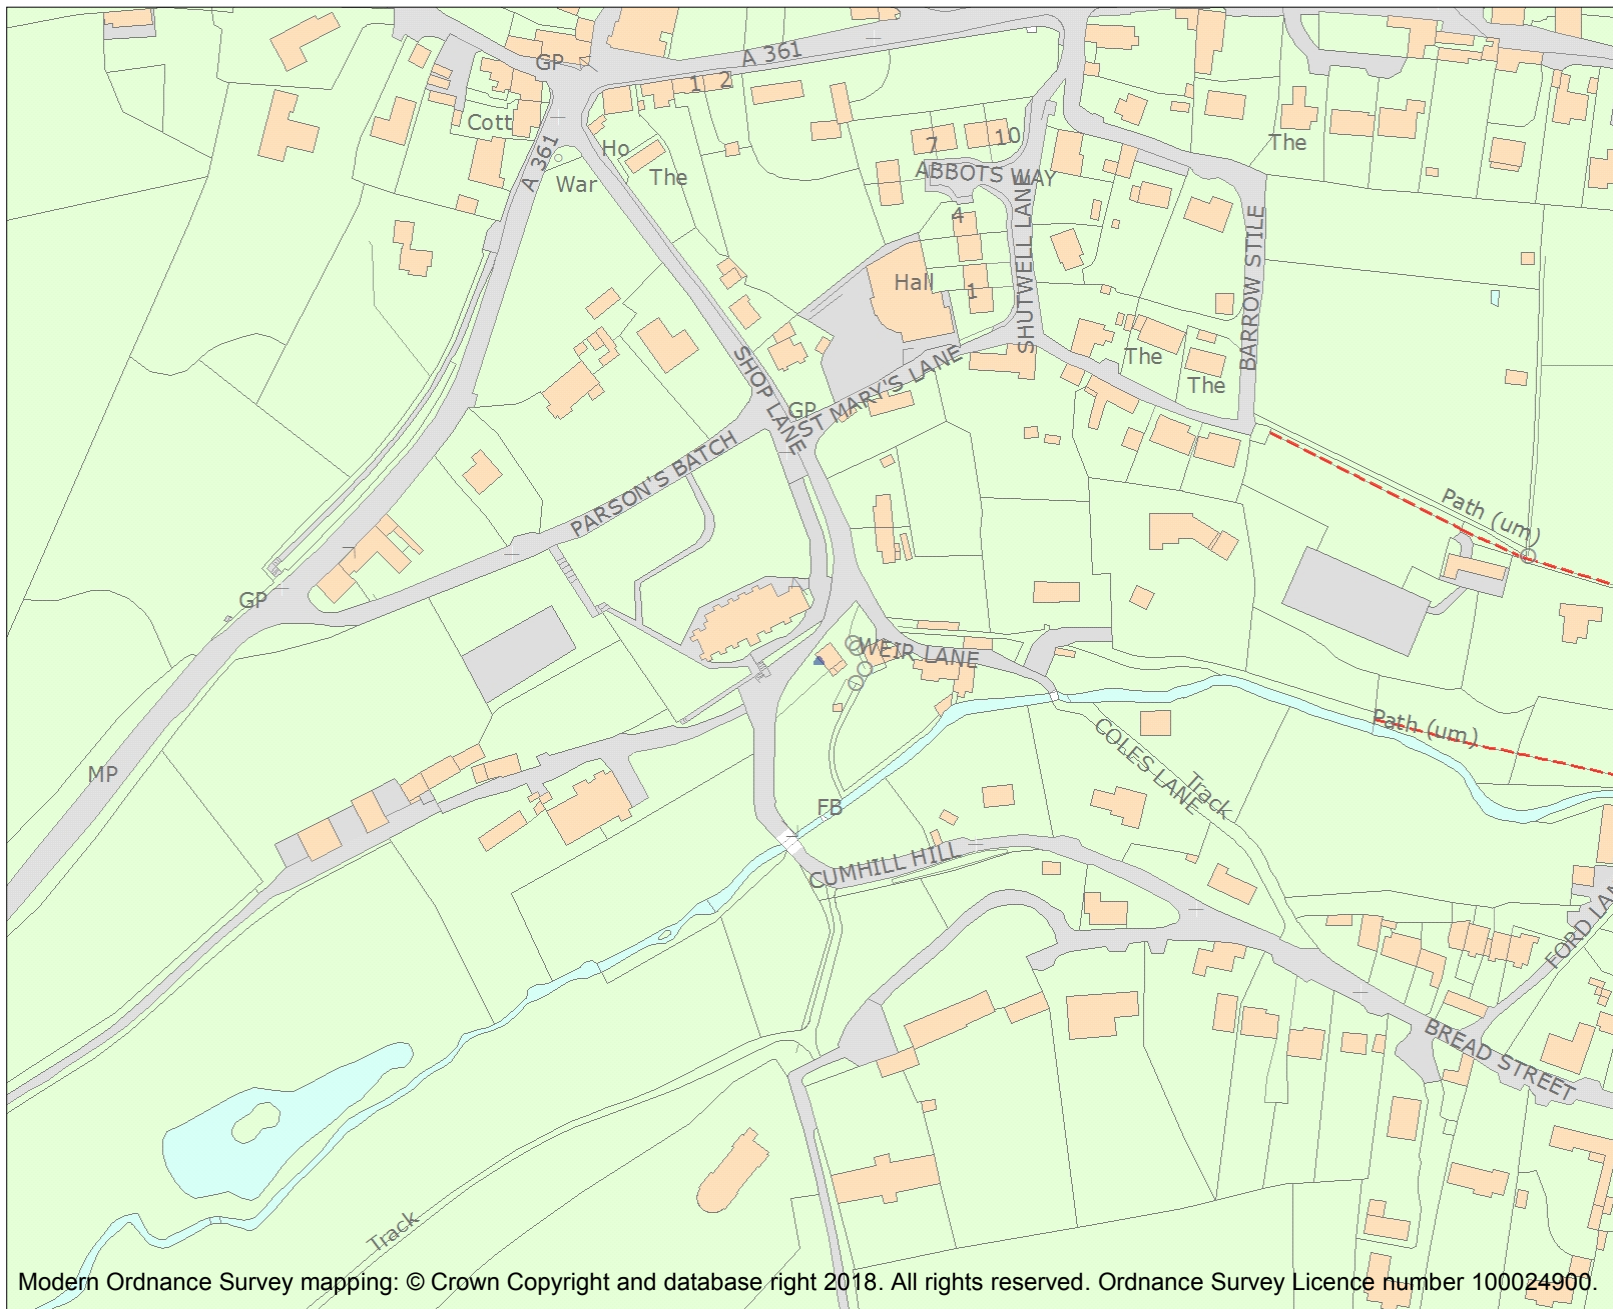 GP
A 361
1 2
Cott
A 361
Ho
War
The
7
10
The
ABBOTS WAY
4
SHUTWELL LANE
BARROW STILE
Hall
1
SHOP LANE
ST MARY'S LANE
The
The
GP
PARSON'S BATCH
Path (um)
GP
WEIR LANE
Path (um)
COLES LANE
Track
MP
FB
CUMHILL HILL
FORD LAN
BREAD STREET
Track
Modern Ordnance Survey mapping: © Crown Copyright and database right 2018. All rights reserved. Ordnance Survey Licence number 100024900.